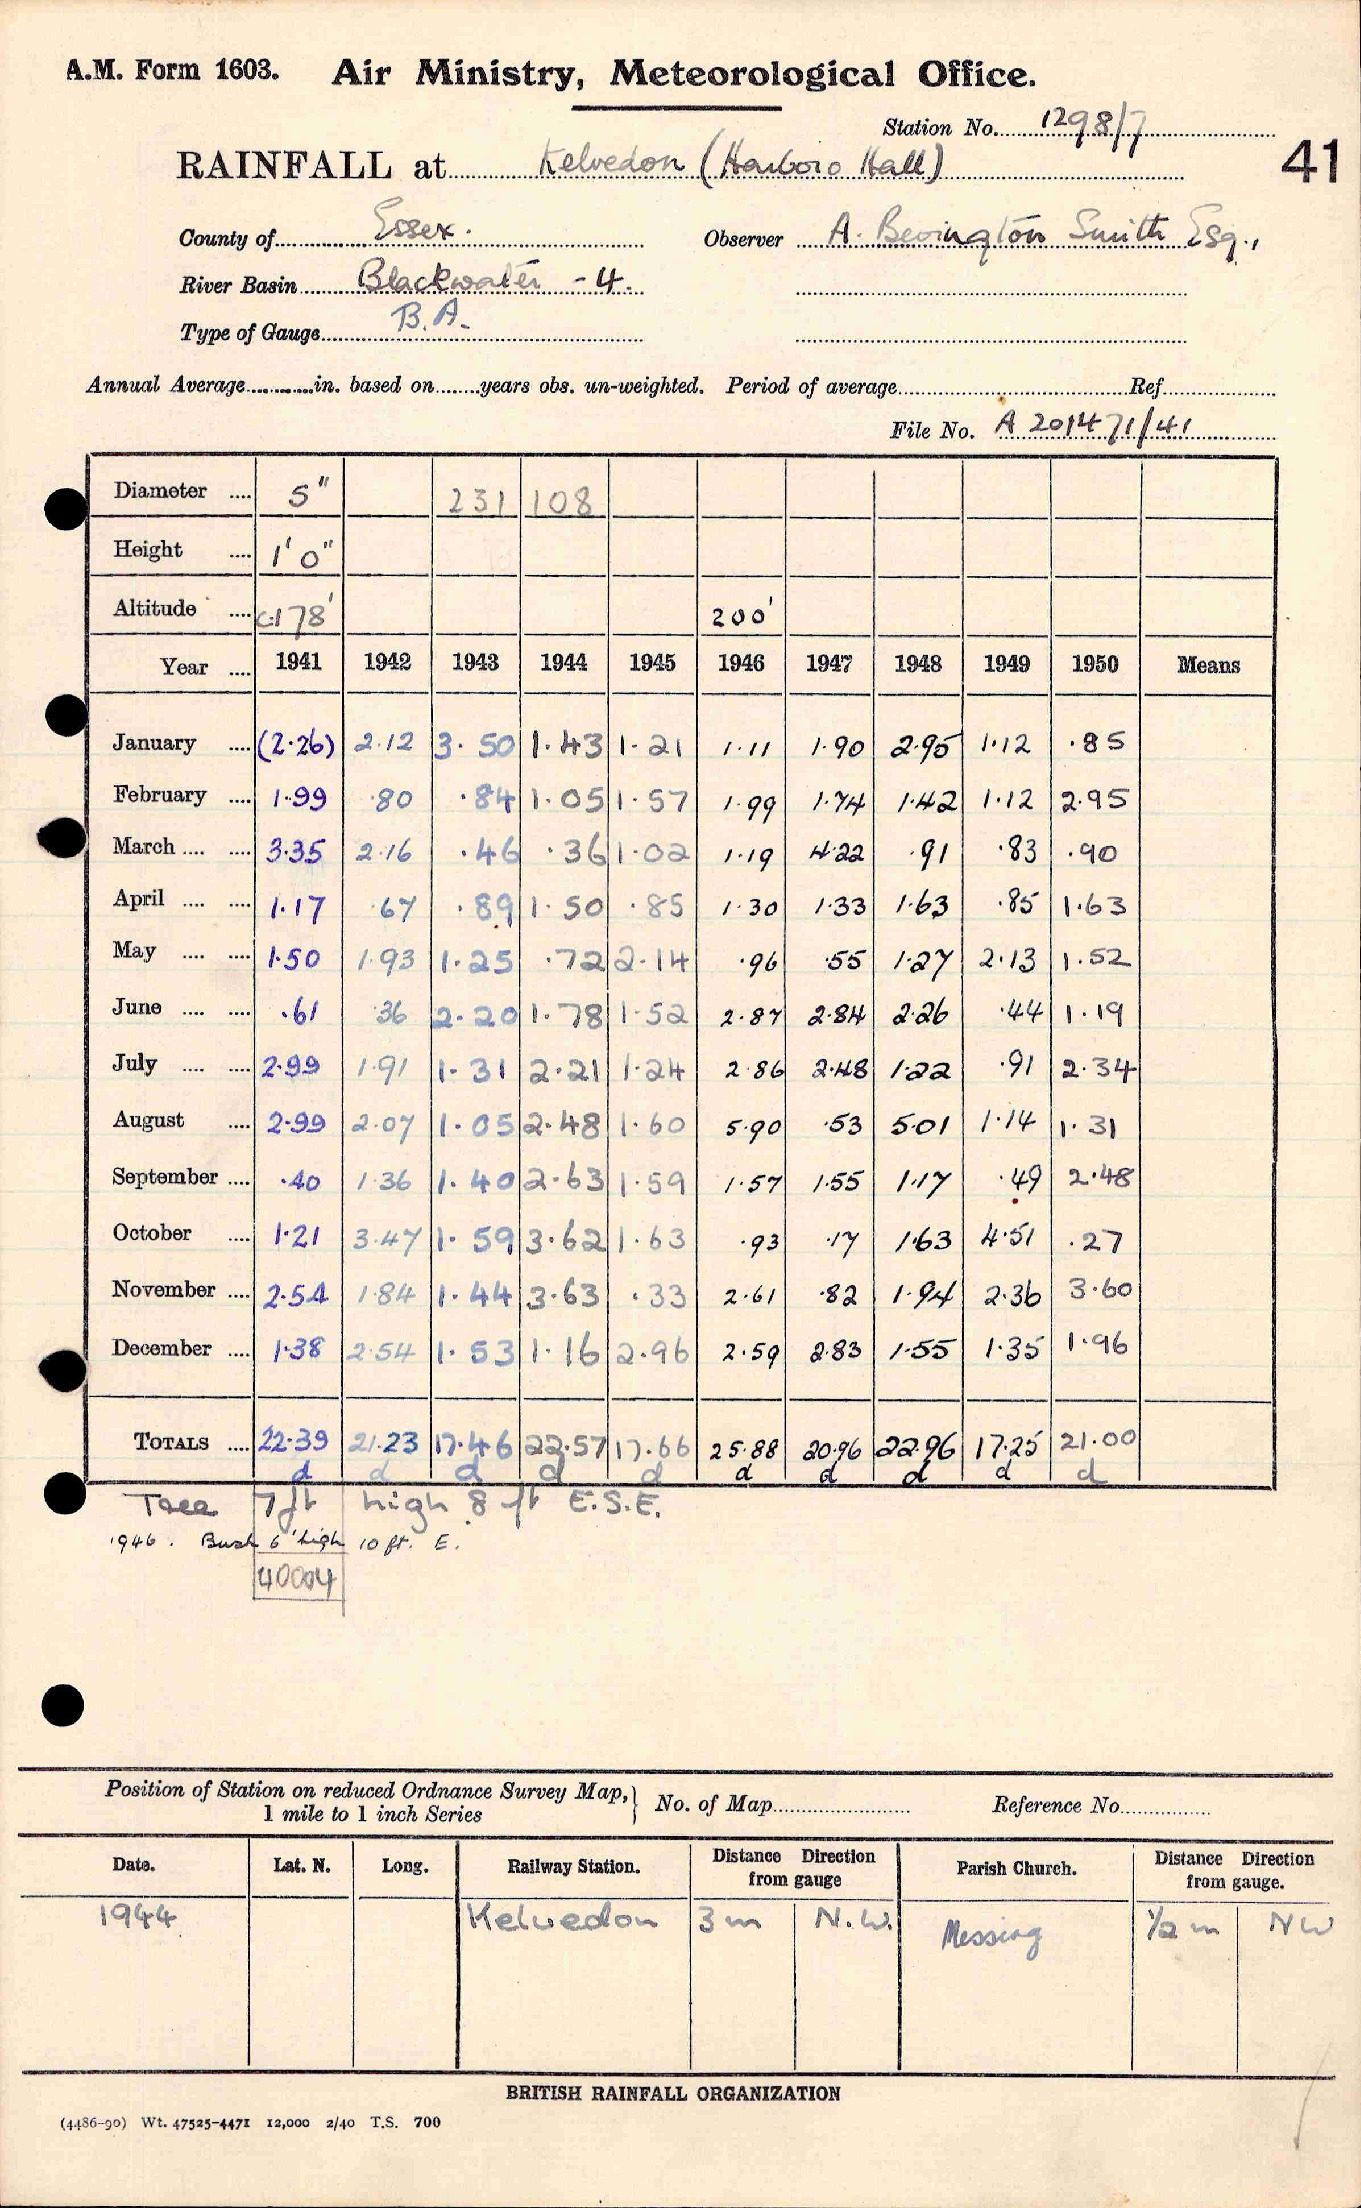 A.M. Form 1603. Air Ministry, Meteorological Office.
Station No. 1298/7
41
RAINFALL at Kelvedon (Harboro Hall)
County of Essex. Observer A. Bevington Smith Esq.,
River Basin Blackwater - 4.
Type of Gauge B.A.
Annual Average in. based on years obs. un-weighted. Period of average Ref
File No. A 201471/41
Diameter 5" 231 108
Height 1' 0"
Altitude c.178' 200'
Year 1941 1942 1943 1944 1945 1946 1947 1948 1949 1950 Means
January (2.26) 2.12 3.50 1.43 1.21 1.11 1.90 2.95 1.12 .85
February 1.99 .80 .84 1.05 1.57 1.99 1.74 1.42 1.12 2.95
March 3.35 2.16 .46 .36 1.02 1.19 4.22 .91 .83 .90
April 1.17 .67 .89 1.50 .85 1.30 1.33 1.63 .85 1.63
May 1.50 1.93 1.25 .72 2.14 .96 .55 1.27 2.13 1.52
June .61 .36 2.20 1.78 1.52 2.87 2.84 2.26 .44 1.19
July 2.99 1.91 1.31 2.21 1.24 2.86 2.48 1.22 .91 2.34
August 2.99 2.07 1.05 2.48 1.60 5.90 .53 5.01 1.14 1.31
September .40 1.36 1.40 2.63 1.59 1.57 1.55 1.17 .49 2.48
October 1.21 3.47 1.59 3.62 1.63 .93 .17 1.63 4.51 .27
November 2.54 1.84 1.44 3.63 .33 2.61 .82 1.94 2.36 3.60
December 1.38 2.54 1.53 1.16 2.96 2.59 2.83 1.55 1.35 1.96
TOTALS 22.39 21.23 17.46 22.57 17.66 25.88 20.96 22.96 17.25 21.00
d d d d d d d d d d
Tree 7ft high 8 ft E.S.E.
1946. Bush 6' high 10 ft. E.
40004
Position of Station on reduced Ordnance Survey Map, 1 mile to 1 inch Series } No. of Map Reference No.
Date. Lat. N. Long. Railway Station. Distance Direction from gauge Parish Church. Distance Direction from gauge.
1944 Kelvedon 3 m N.W. Messing 1/2 m NW
BRITISH RAINFALL ORGANIZATION
(4486-90) Wt. 47525-4471 12,000 2/40 T.S. 700